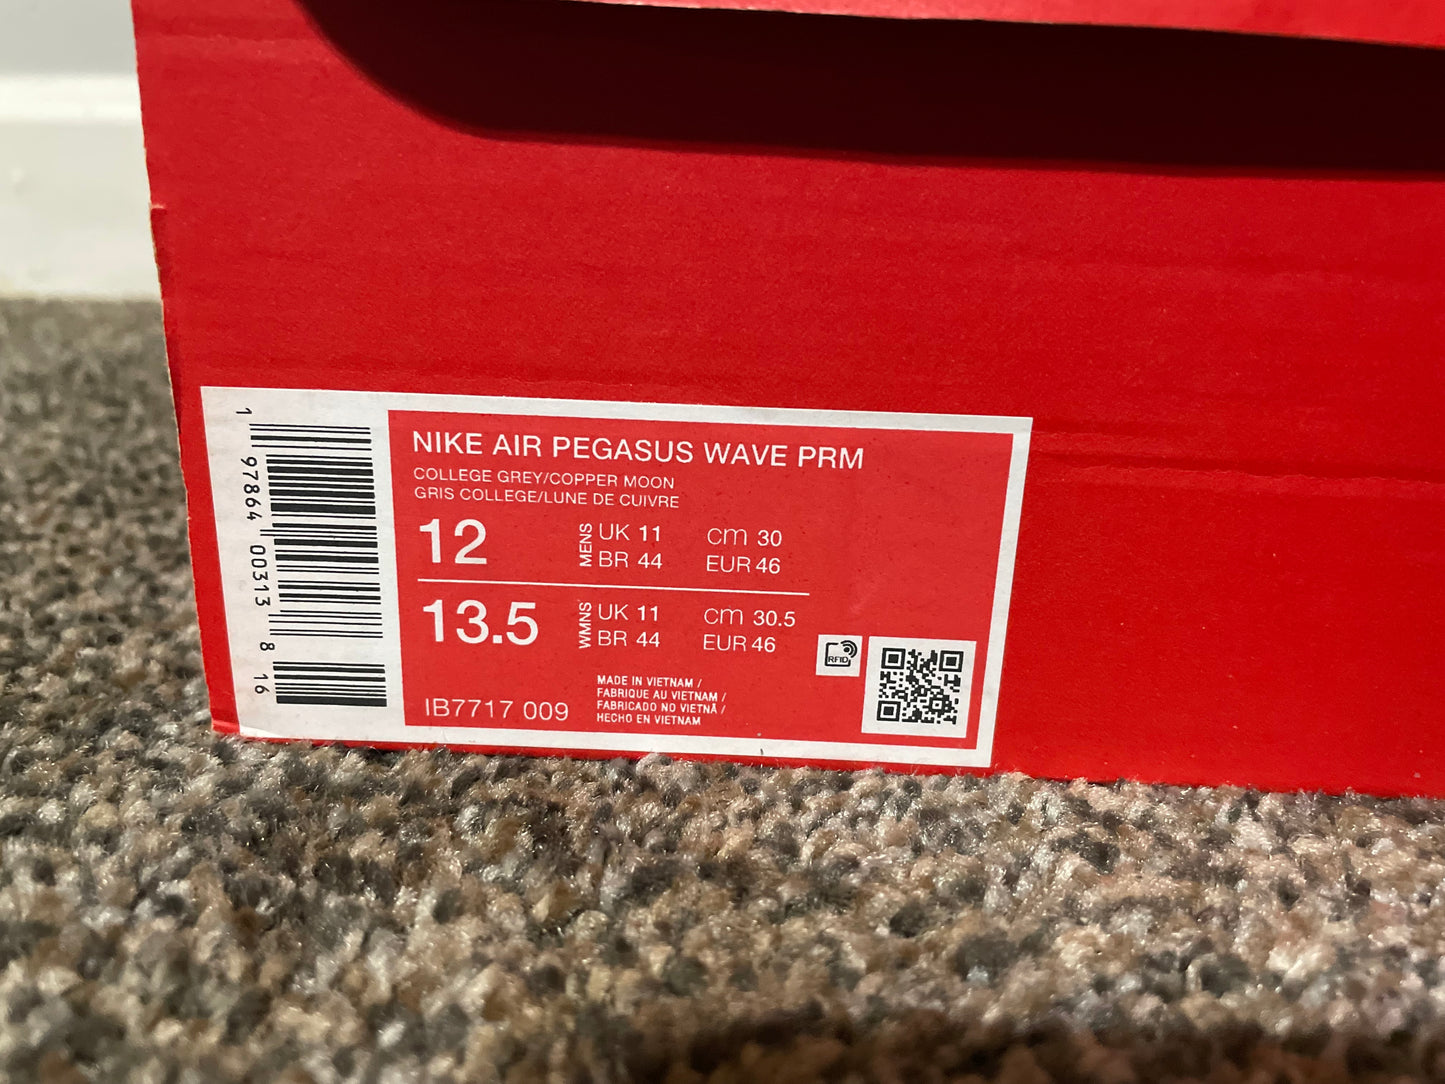 NIKE AIR PEGASUS WAVE PRM
COLLEGE GREY/COPPER MOON
GRIS COLLEGE/LUNE DE CUIVRE
12
MENS
UK 11
cm 30
BR 44
EUR 46
13.5
WMNS
UK 11
cm 30.5
BR 44
EUR 46
IB7717 009
MADE IN VIETNAM /
FABRIQUE AU VIETNAM /
FABRICADO NO VIETNÃ /
HECHO EN VIETNAM
RFID
1 97864 00313 8 16